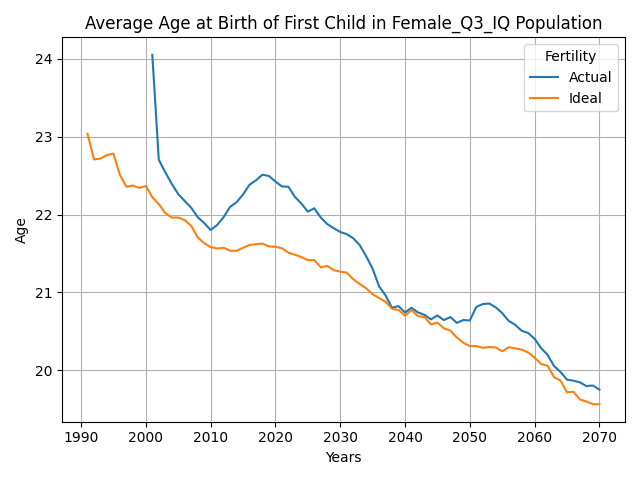 Average Age at Birth of First Child in Female_Q3_IQ Population
Fertility
Actual
Ideal
24
23
22
21
20
Age
1990
2000
2010
2020
2030
2040
2050
2060
2070
Years